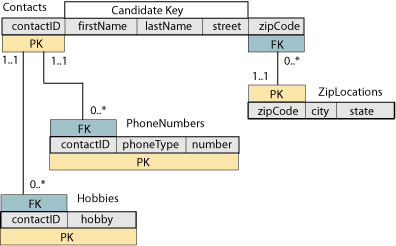 Contacts
Candidate Key
contactID firstName lastName street zipCode
PK FK
1..1 1..1 0..*
1..1
PK ZipLocations
zipCode city state
0..*
FK PhoneNumbers
contactID phoneType number
PK
0..*
FK Hobbies
contactID hobby
PK